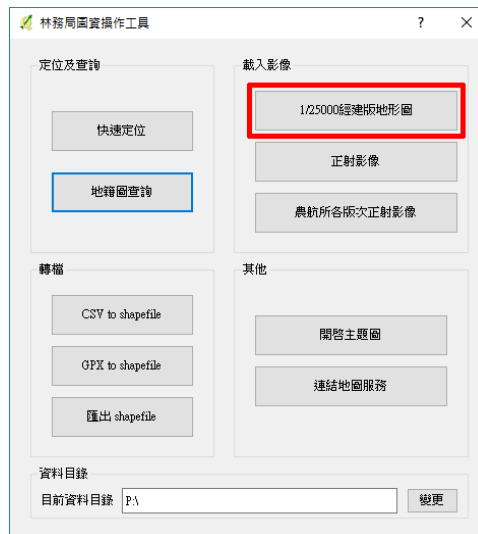 林務局圖資操作工具 ? ×
定位及查詢
快速定位
地籍圖查詢
載入影像
1/25000經建版地形圖
正射影像
農航所各版次正射影像
轉檔
CSV to shapefile
GPX to shapefile
匯出 shapefile
其他
開啓主題圖
連結地圖服務
資料目錄
目前資料目錄 P:\ 變更